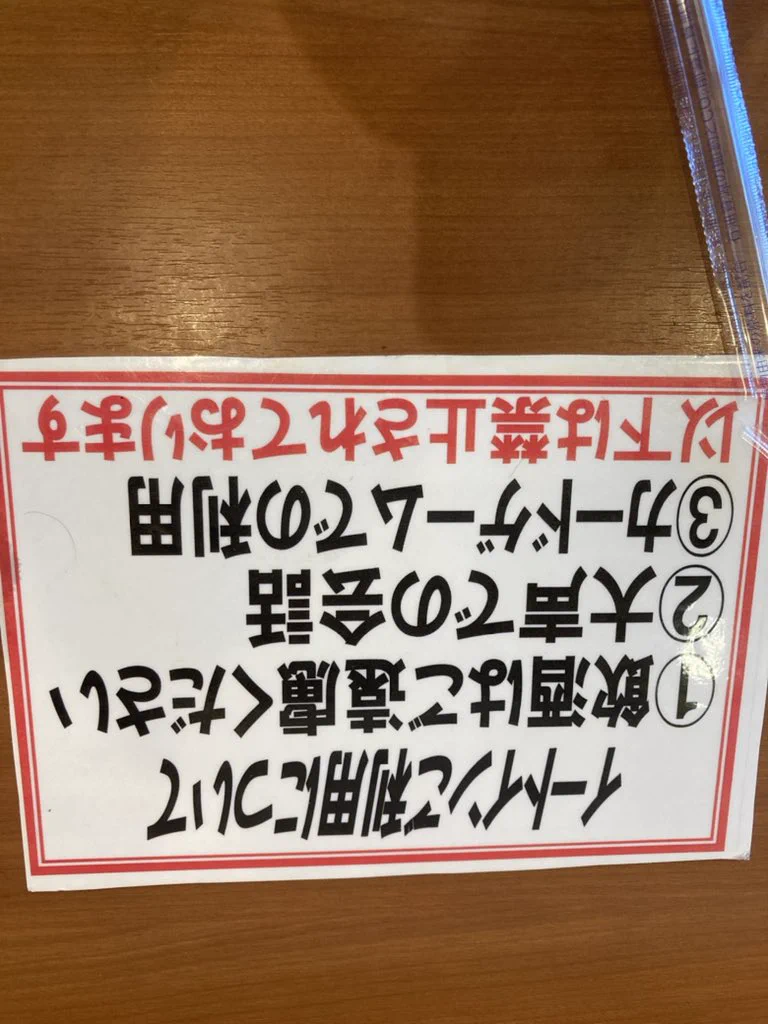 イートインご利用について
①飲酒はご遠慮ください
②大声での会話
③カードゲームでの利用
以下は禁止されております